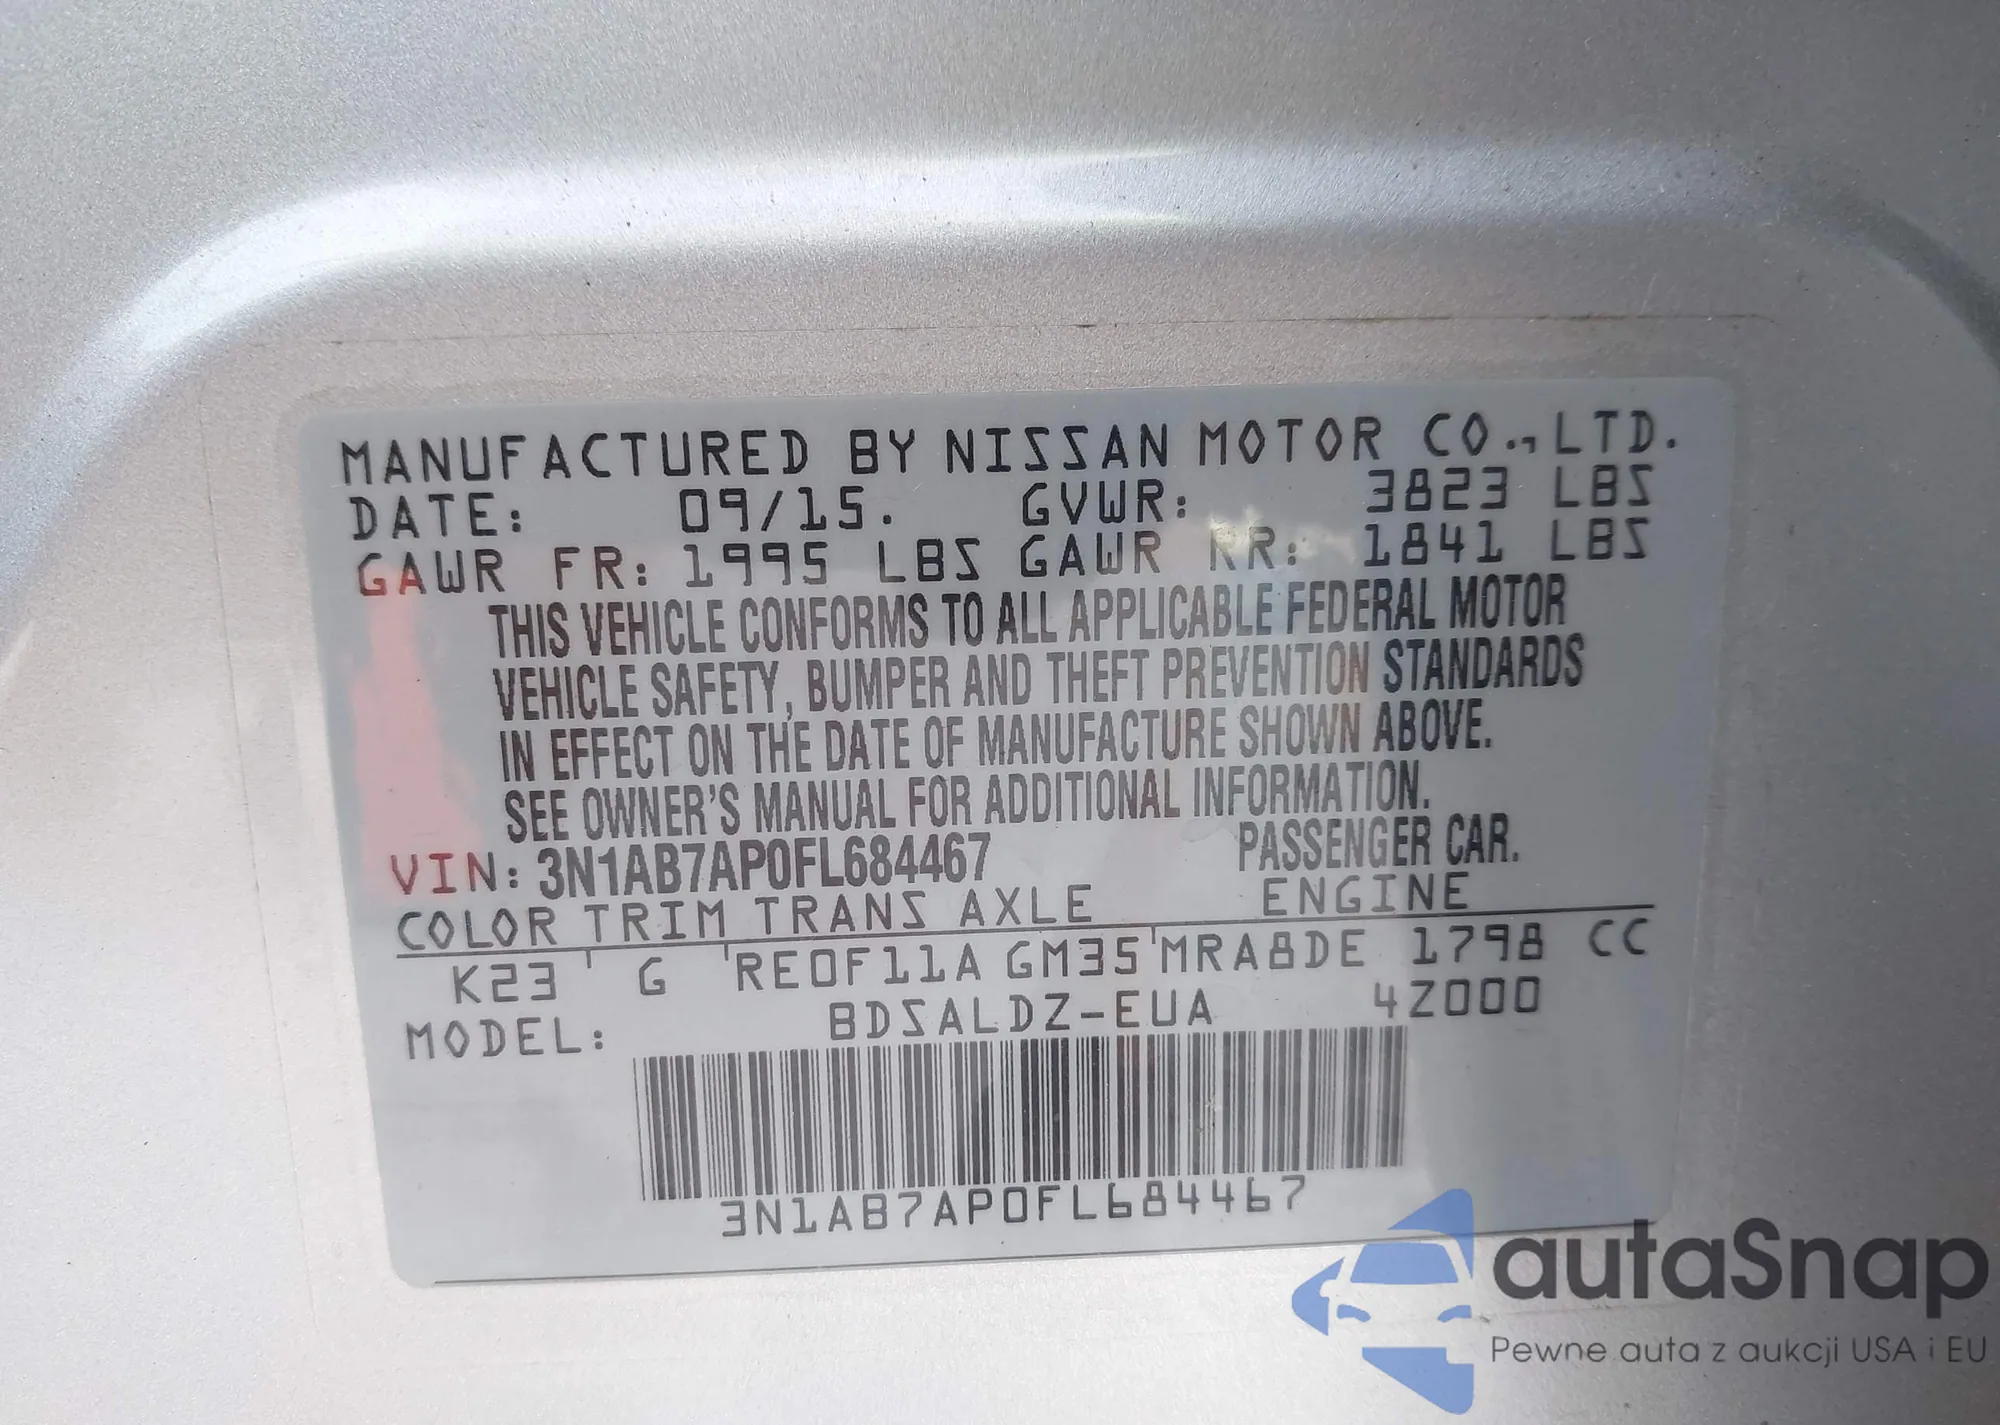 MANUFACTURED BY NISSAN MOTOR CO., LTD.
DATE: 09/15. GVWR: 3823 LBS
GAWR FR: 1995 LBS GAWR RR: 1841 LBS
THIS VEHICLE CONFORMS TO ALL APPLICABLE FEDERAL MOTOR
VEHICLE SAFETY, BUMPER AND THEFT PREVENTION STANDARDS
IN EFFECT ON THE DATE OF MANUFACTURE SHOWN ABOVE.
SEE OWNER'S MANUAL FOR ADDITIONAL INFORMATION.
VIN: 3N1AB7AP0FL684467 PASSENGER CAR.
COLOR TRIM TRANS AXLE ENGINE
K23 G RE0F11A GM35 MRA8DE 1798 CC
MODEL: BDSALDZ-EUA 4Z000
3N1AB7AP0FL684467
autaSnap
Pewne auta z aukcji USA i EU